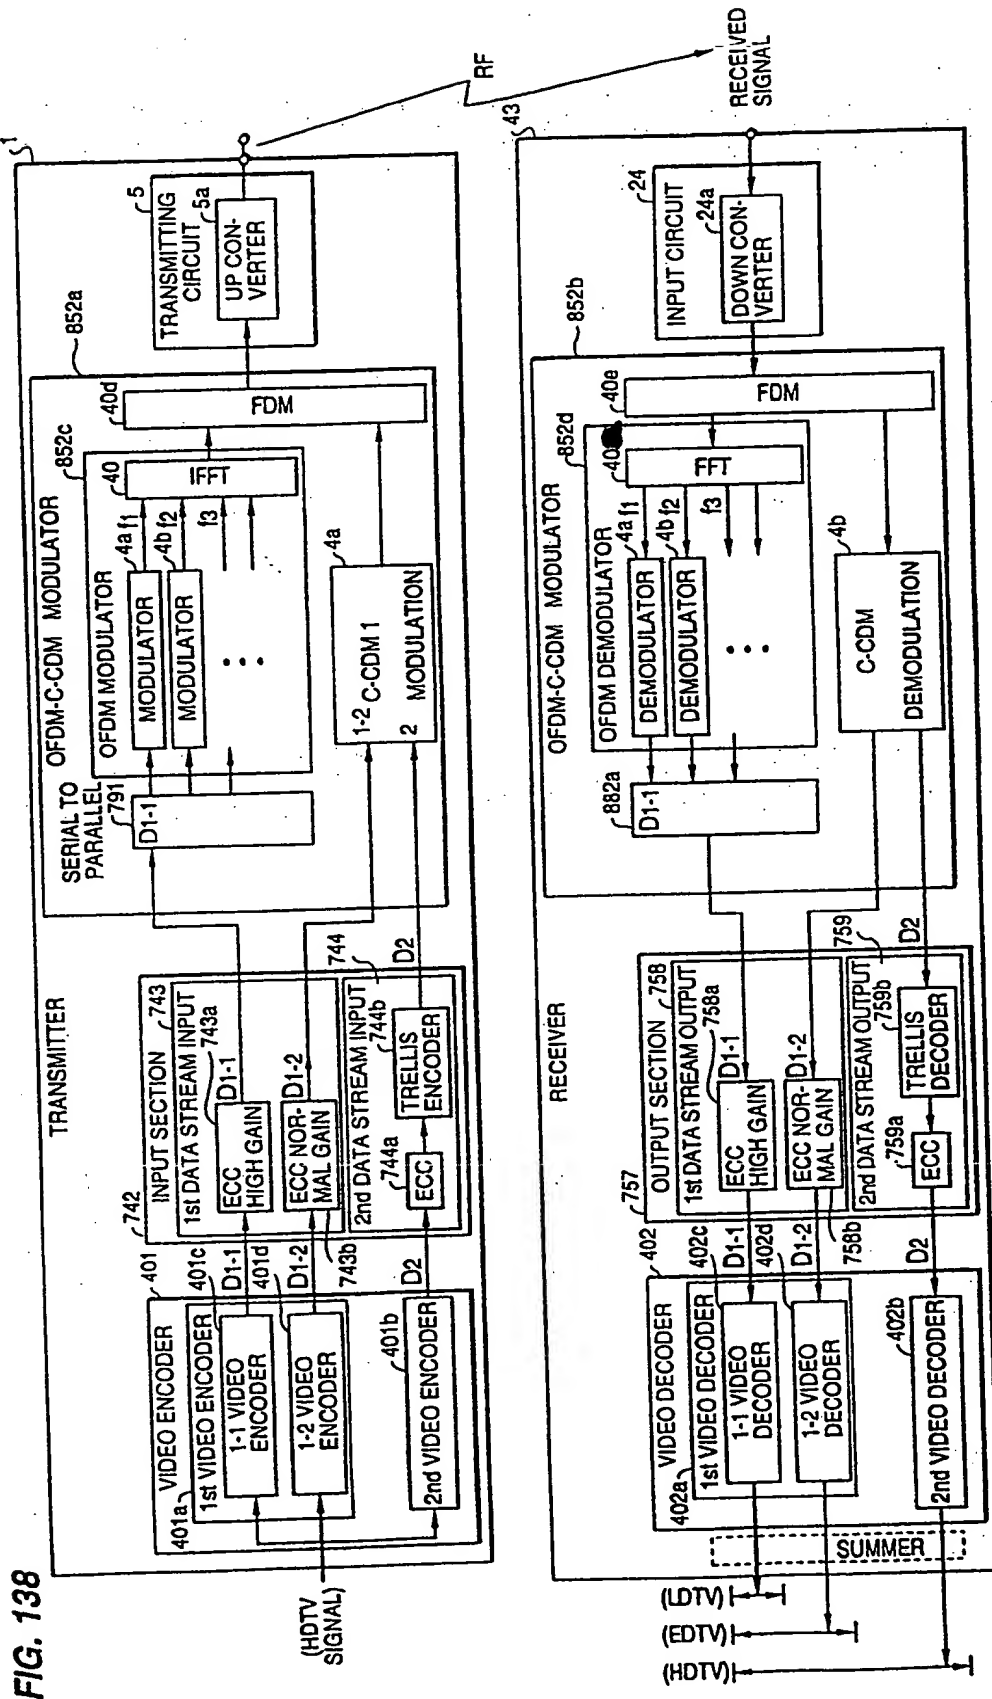 FIG. 138
TRANSMITTER
1
(HDTV
SIGNAL)
VIDEO ENCODER
401
401a
1st VIDEO ENCODER
401c
1-1 VIDEO
ENCODER
D1-1
401d
1-2 VIDEO
ENCODER
D1-2
401b
2nd VIDEO ENCODER
D2
742
INPUT SECTION
743
1st DATA STREAM INPUT
743a
ECC
HIGH GAIN
D1-1
ECC NOR-
MAL GAIN
D1-2
743b
744
2nd DATA STREAM INPUT
744a
744b
ECC
TRELLIS
ENCODER
D2
OFDM-C-CDM MODULATOR
852a
SERIAL TO
PARALLEL
791
D1-1
OFDM MODULATOR
852c
MODULATOR
4a
f1
MODULATOR
4b
f2
f3
40
IFFT
40d
FDM
4a
1-2
C-CDM 1
2
MODULATION
TRANSMITTING
CIRCUIT
5
5a
UP CON-
VERTER
RF
RECEIVED
SIGNAL
RECEIVER
43
INPUT CIRCUIT
24
24a
DOWN CON-
VERTER
OFDM-C-CDM MODULATOR
852b
40e
FDM
OFDM DEMODULATOR
852d
40
FFT
4a
f1
DEMODULATOR
4b
f2
DEMODULATOR
f3
882a
D1-1
4b
C-CDM
DEMODULATION
757
OUTPUT SECTION
758
1st DATA STREAM OUTPUT
758a
ECC
HIGH GAIN
D1-1
ECC NOR-
MAL GAIN
D1-2
758b
759
2nd DATA STREAM OUTPUT
759a
759b
ECC
TRELLIS
DECODER
D2
VIDEO DECODER
402
402a
1st VIDEO DECODER
402c
1-1 VIDEO
DECODER
D1-1
402d
1-2 VIDEO
DECODER
D1-2
402b
2nd VIDEO DECODER
D2
SUMMER
(LDTV)
(EDTV)
(HDTV)